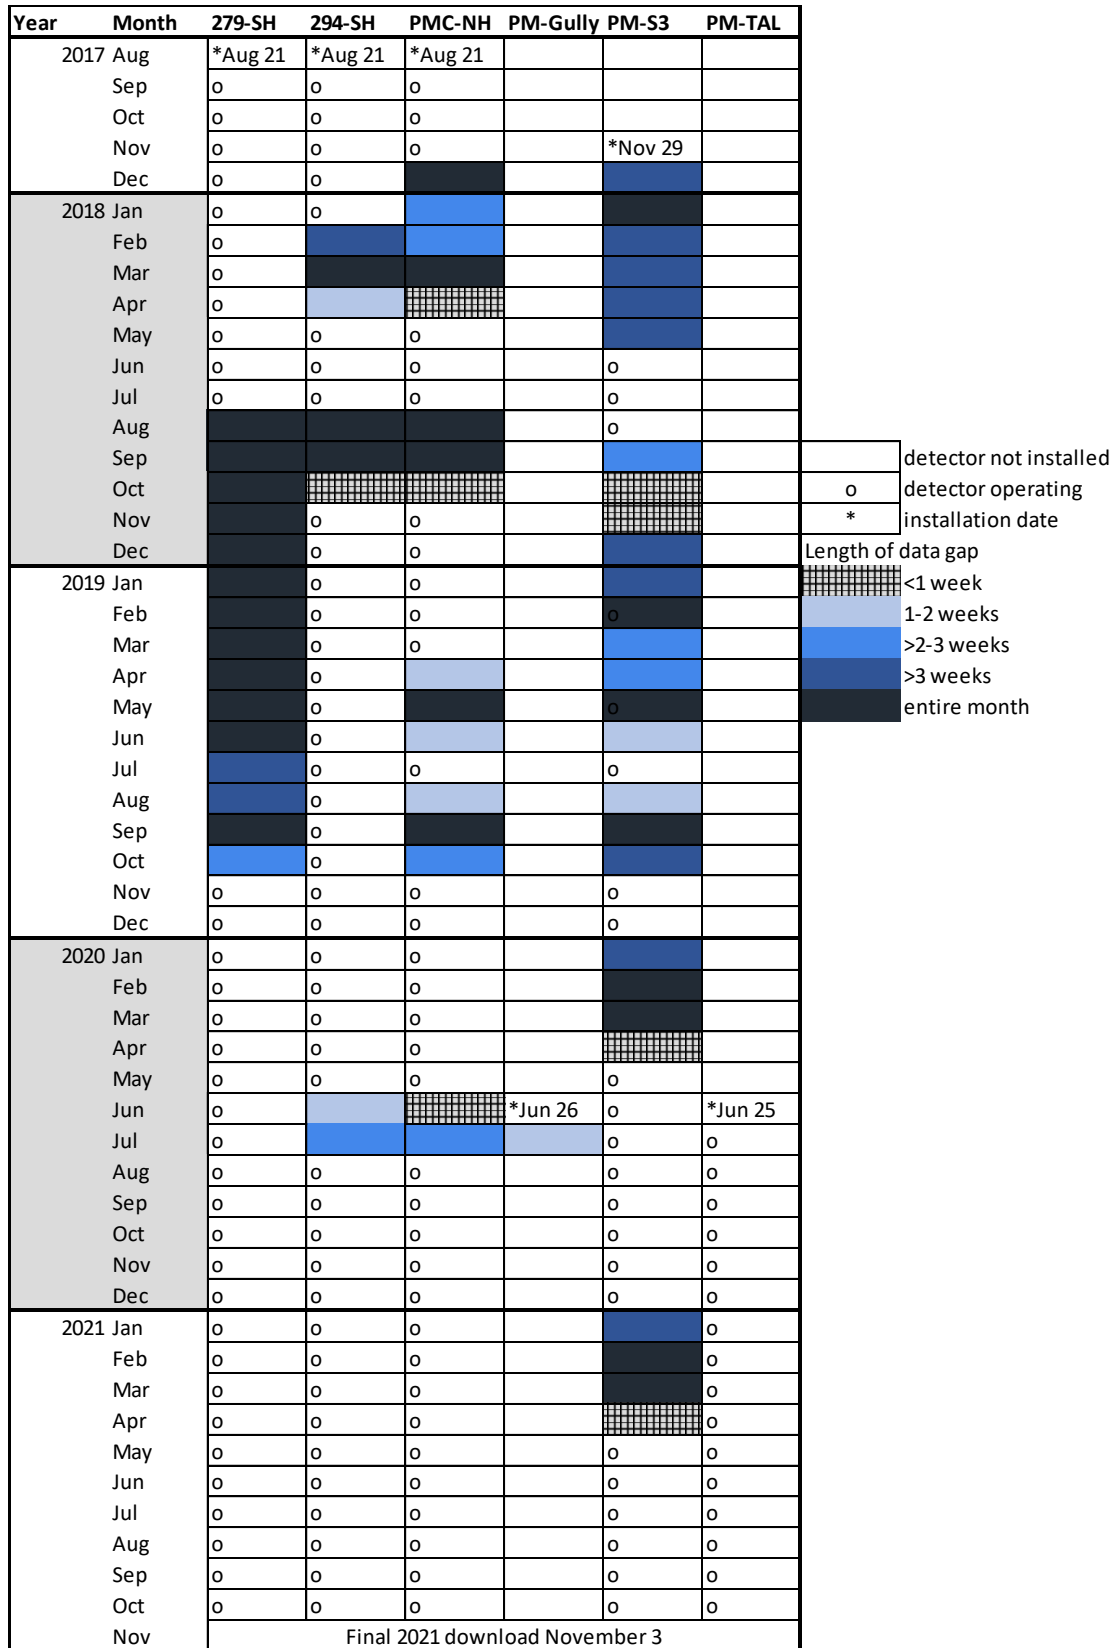 Year Month 279-SH 294-SH PMC-NH PM-Gully PM-S3 PM-TAL
2017 Aug *Aug 21 *Aug 21 *Aug 21
Sep o o o
Oct o o o
Nov o o o *Nov 29
Dec o o
2018 Jan o o
Feb o
Mar o
Apr o
May o o o
Jun o o o o
Jul o o o o
Aug o
Sep
Oct
Nov o o
Dec o o
2019 Jan o o
Feb o o o
Mar o o
Apr o
May o o
Jun o
Jul o o o
Aug o
Sep o
Oct o
Nov o o o o
Dec o o o o
2020 Jan o o o
Feb o o o
Mar o o o
Apr o o o
May o o o o
Jun o *Jun 26 o *Jun 25
Jul o o o
Aug o o o o o
Sep o o o o o
Oct o o o o o
Nov o o o o o
Dec o o o o o
2021 Jan o o o o
Feb o o o o
Mar o o o o
Apr o o o o
May o o o o o
Jun o o o o o
Jul o o o o o
Aug o o o o o
Sep o o o o o
Oct o o o o o
Nov Final 2021 download November 3
detector not installed
o detector operating
* installation date
Length of data gap
<1 week
1-2 weeks
>2-3 weeks
>3 weeks
entire month